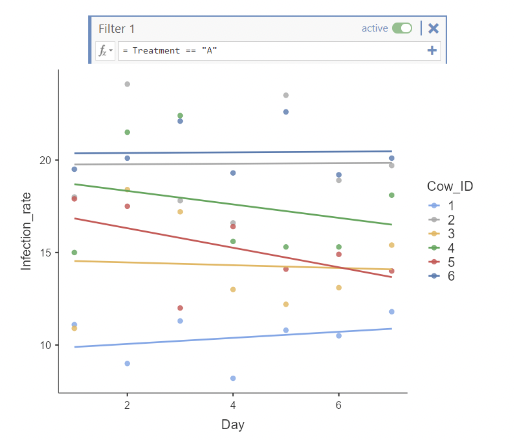 Filter 1 active
fx = Treatment == "A" +
20
15
10
Infection_rate
2 4 6
Day
Cow_ID
1
2
3
4
5
6